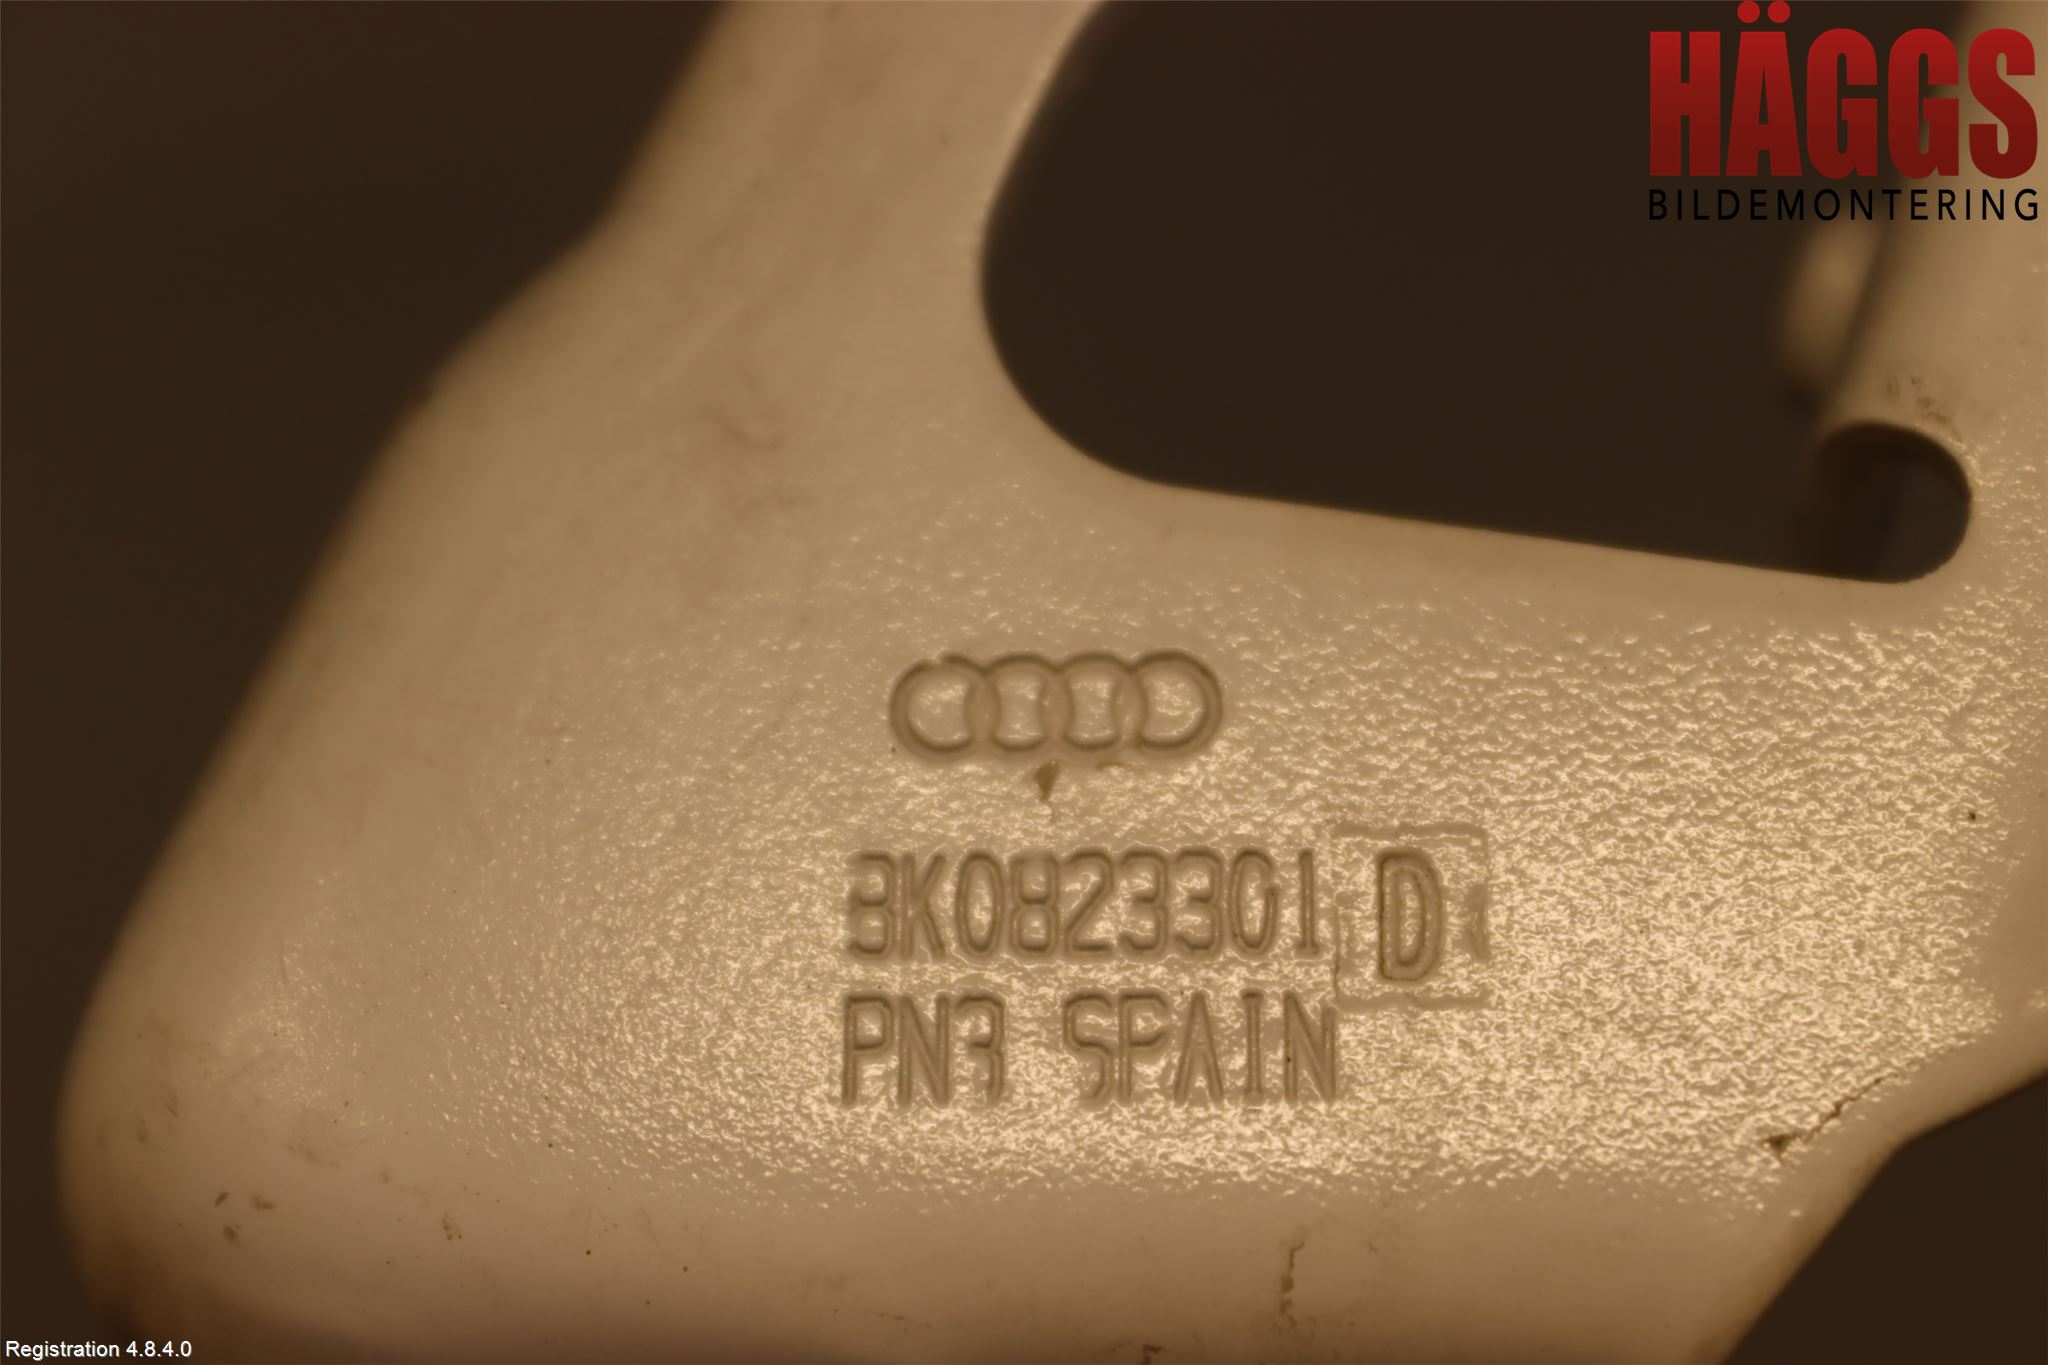 HÄGGS
BILDEMONTERING
8K0823301 D
PN3 SPAIN
Registration 4.8.4.0